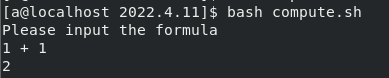 [a@localhost 2022.4.11]$ bash compute.sh
Please input the formula
1 + 1
2